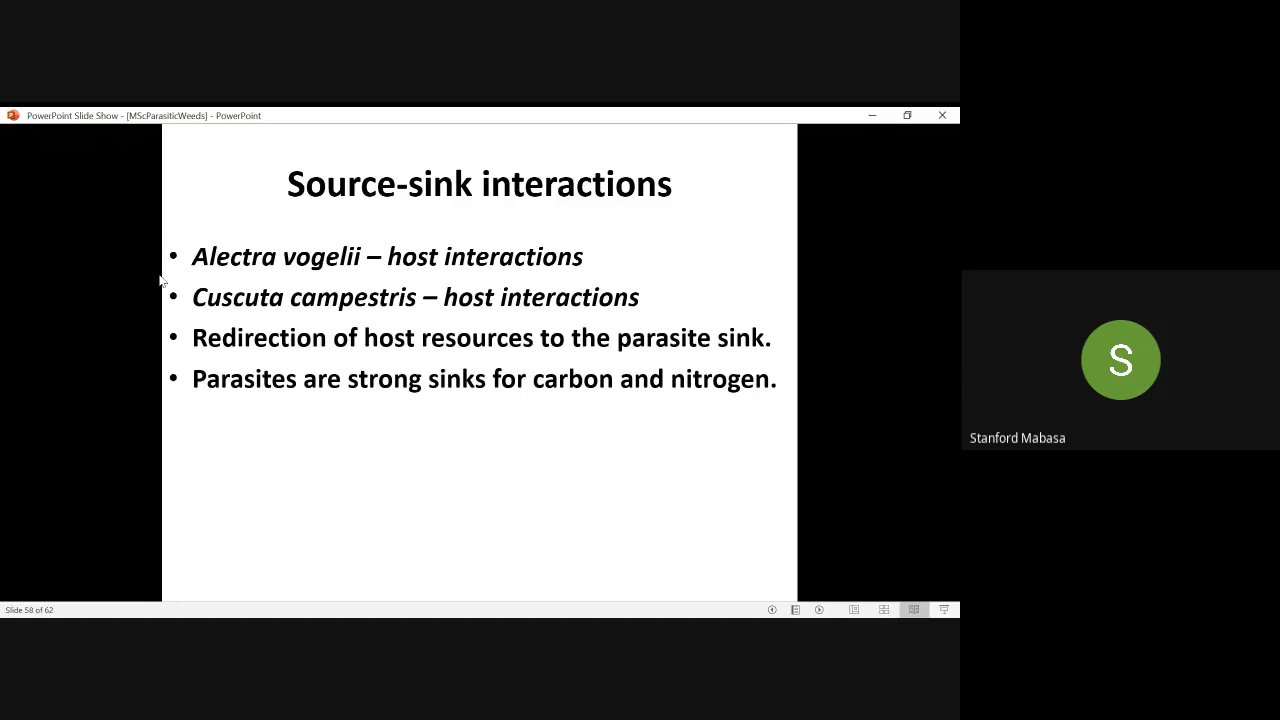 PowerPoint Slide Show - [MScParasiticWeeds] - PowerPoint
Source-sink interactions
• Alectra vogelii – host interactions
• Cuscuta campestris – host interactions
• Redirection of host resources to the parasite sink.
• Parasites are strong sinks for carbon and nitrogen.
S
Stanford Mabasa
Slide 58 of 62